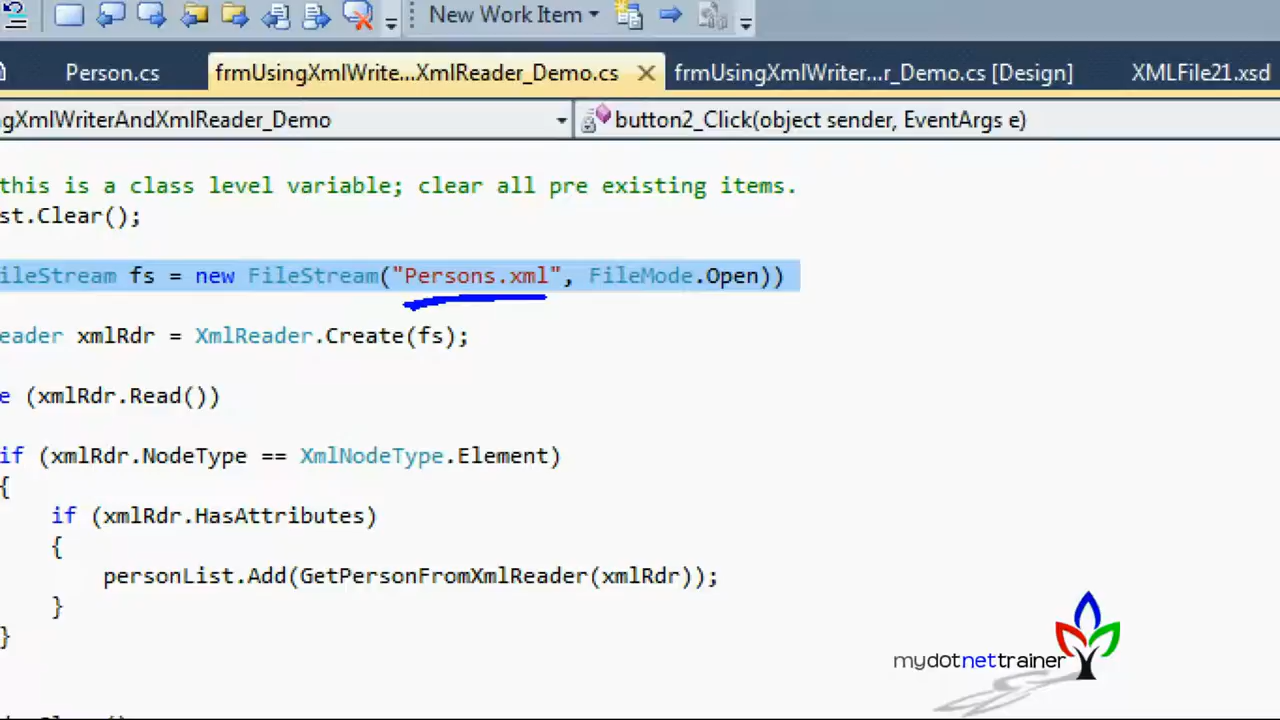 New Work Item
Person.cs frmUsingXmlWrite...XmlReader_Demo.cs frmUsingXmlWriter...r_Demo.cs [Design] XMLFile21.xsd
gXmlWriterAndXmlReader_Demo button2_Click(object sender, EventArgs e)
this is a class level variable; clear all pre existing items.
st.Clear();
ileStream fs = new FileStream("Persons.xml", FileMode.Open))
eader xmlRdr = XmlReader.Create(fs);
e (xmlRdr.Read())
if (xmlRdr.NodeType == XmlNodeType.Element)
{
if (xmlRdr.HasAttributes)
{
personList.Add(GetPersonFromXmlReader(xmlRdr));
}
}
mydotnettrainer